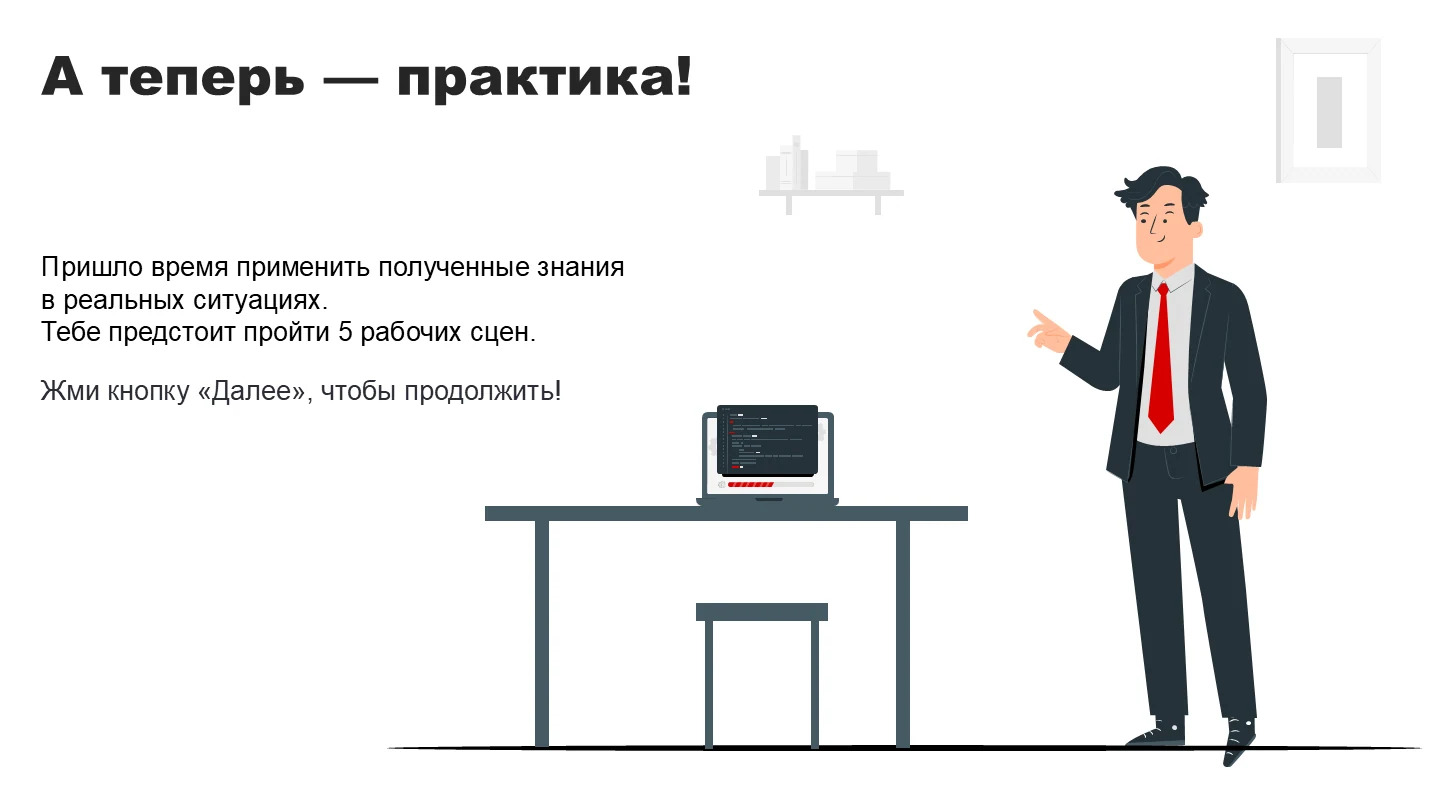 А теперь — практика!
Пришло время применить полученные знания
в реальных ситуациях.
Тебе предстоит пройти 5 рабочих сцен.
Жми кнопку «Далее», чтобы продолжить!